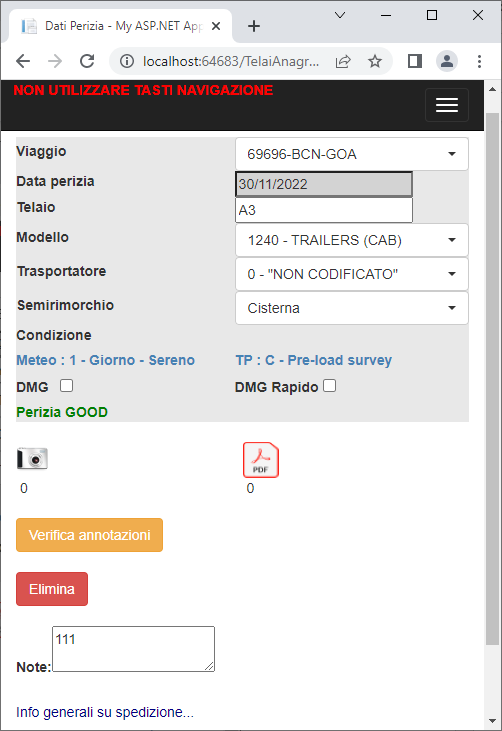 Dati Perizia - My ASP.NET App
localhost:64683/TelaiAnagr...
NON UTILIZZARE TASTI NAVIGAZIONE
Viaggio 69696-BCN-GOA
Data perizia 30/11/2022
Telaio A3
Modello 1240 - TRAILERS (CAB)
Trasportatore 0 - "NON CODIFICATO"
Semirimorchio Cisterna
Condizione
Meteo : 1 - Giorno - Sereno TP : C - Pre-load survey
DMG DMG Rapido
Perizia GOOD
PDF
0 0
Verifica annotazioni
Elimina
111
Note:
Info generali su spedizione...